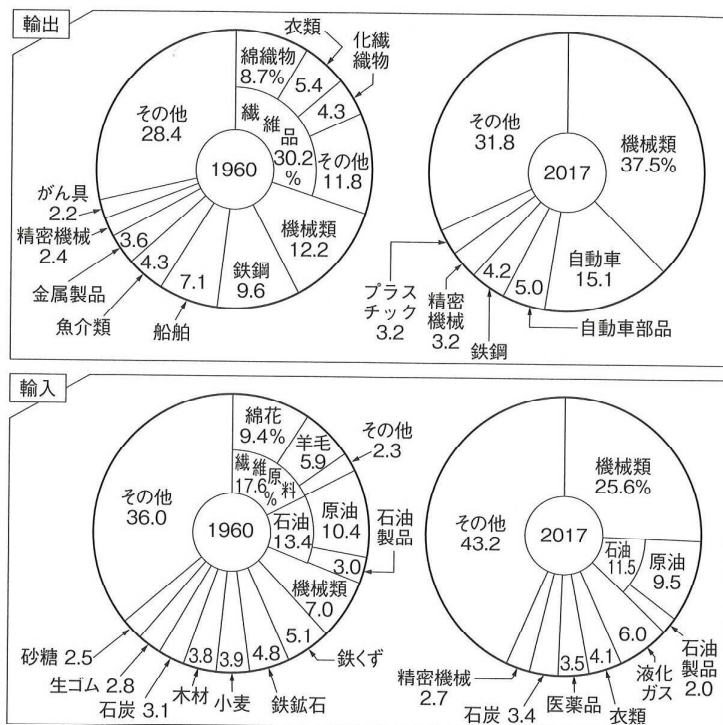 輸出
綿織物
8.7%
衣類
5.4
化繊
織物
4.3
繊維品
30.2
%
その他
11.8
機械類
12.2
鉄鋼
9.6
船舶
7.1
魚介類
4.3
金属製品
3.6
精密機械
2.4
がん具
2.2
その他
28.4
1960
機械類
37.5%
自動車
15.1
自動車部品
5.0
鉄鋼
4.2
精密
機械
3.2
プラス
チック
3.2
その他
31.8
2017
輸入
綿花
9.4%
羊毛
5.9
その他
2.3
繊維原料
17.6
%
石油
13.4
原油
10.4
石油
製品
3.0
機械類
7.0
鉄くず
5.1
鉄鉱石
4.8
小麦
3.9
木材
3.8
石炭 3.1
生ゴム 2.8
砂糖 2.5
その他
36.0
1960
機械類
25.6%
石油
11.5
原油
9.5
石油
製品
2.0
液化
ガス
6.0
衣類
4.1
医薬品
3.5
石炭 3.4
精密機械
2.7
その他
43.2
2017